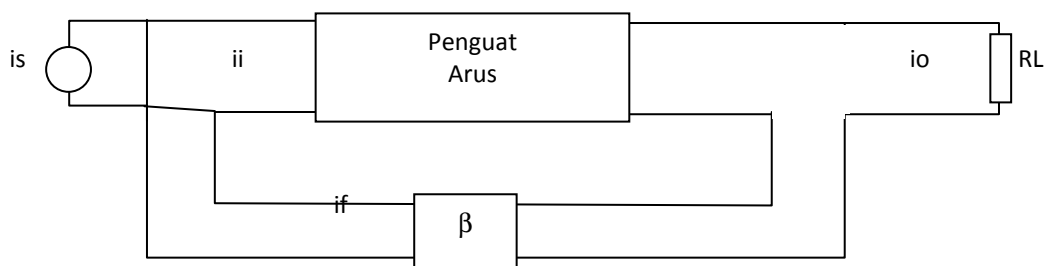 Penguat
Arus
is
ii
io
RL
if
β